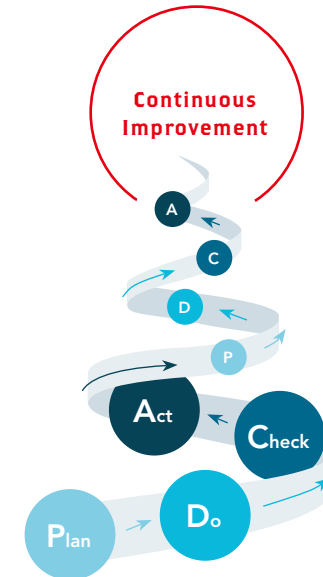 Continuous
Improvement
A
C
D
P
Act
Check
Plan
Do